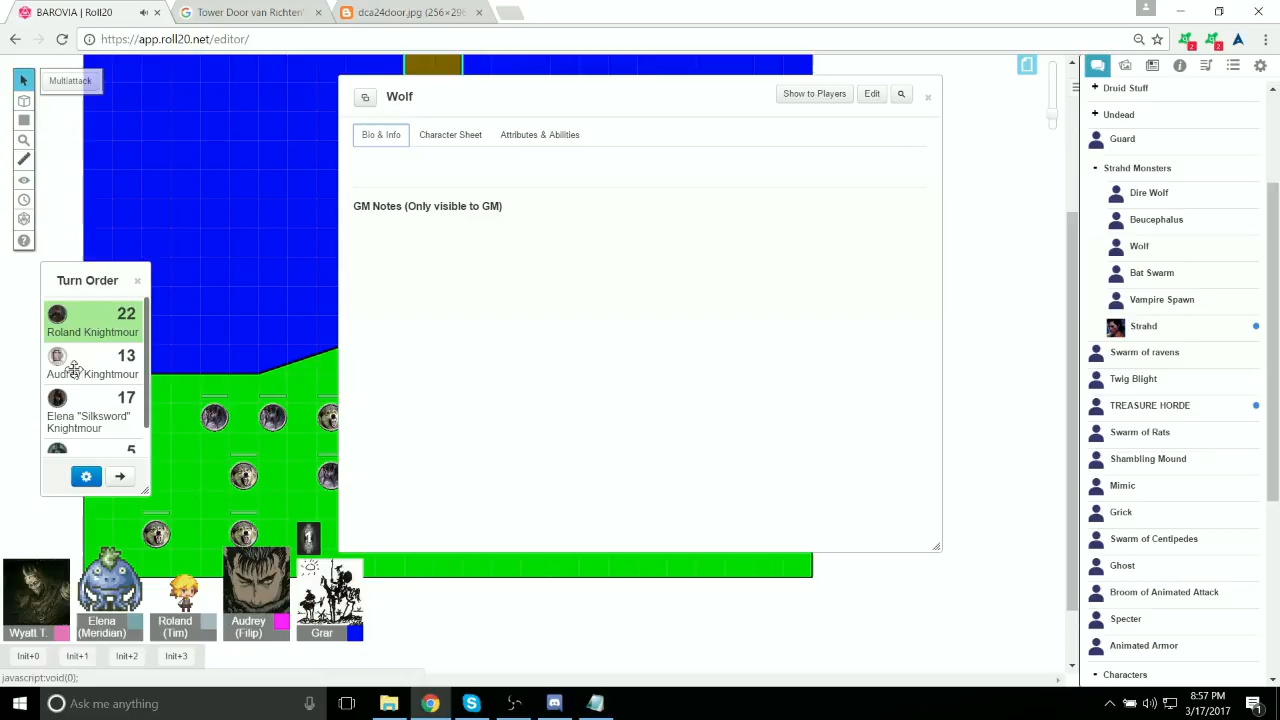 BAROVIA | Roll20
Tower Door van Richten'
dca24door.jpg (256×296
https://app.roll20.net/editor/
Multiattack
Wolf
Show to Players
Edit
Bio & Info
Character Sheet
Attributes & Abilities
GM Notes (Only visible to GM)
Turn Order
22
Roland Knightmour
13
Audrey Kinghtmour
17
Elena "Silksword"
Knightmour
5
Wyatt T.
Elena
(Meridian)
Roland
(Tim)
Audrey
(Filip)
Grar
Init+0
Init+1
Init+2
Init+3
javascript:void(0);
Druid Stuff
Undead
Guard
Strahd Monsters
Dire Wolf
Beucephalus
Wolf
Bat Swarm
Vampire Spawn
Strahd
Swarm of ravens
Twig Blight
TREASURE HORDE
Swarm of Rats
Shambling Mound
Mimic
Grick
Swarm of Centipedes
Ghost
Broom of Animated Attack
Specter
Animated Armor
Characters
Ask me anything
8:57 PM
3/17/2017